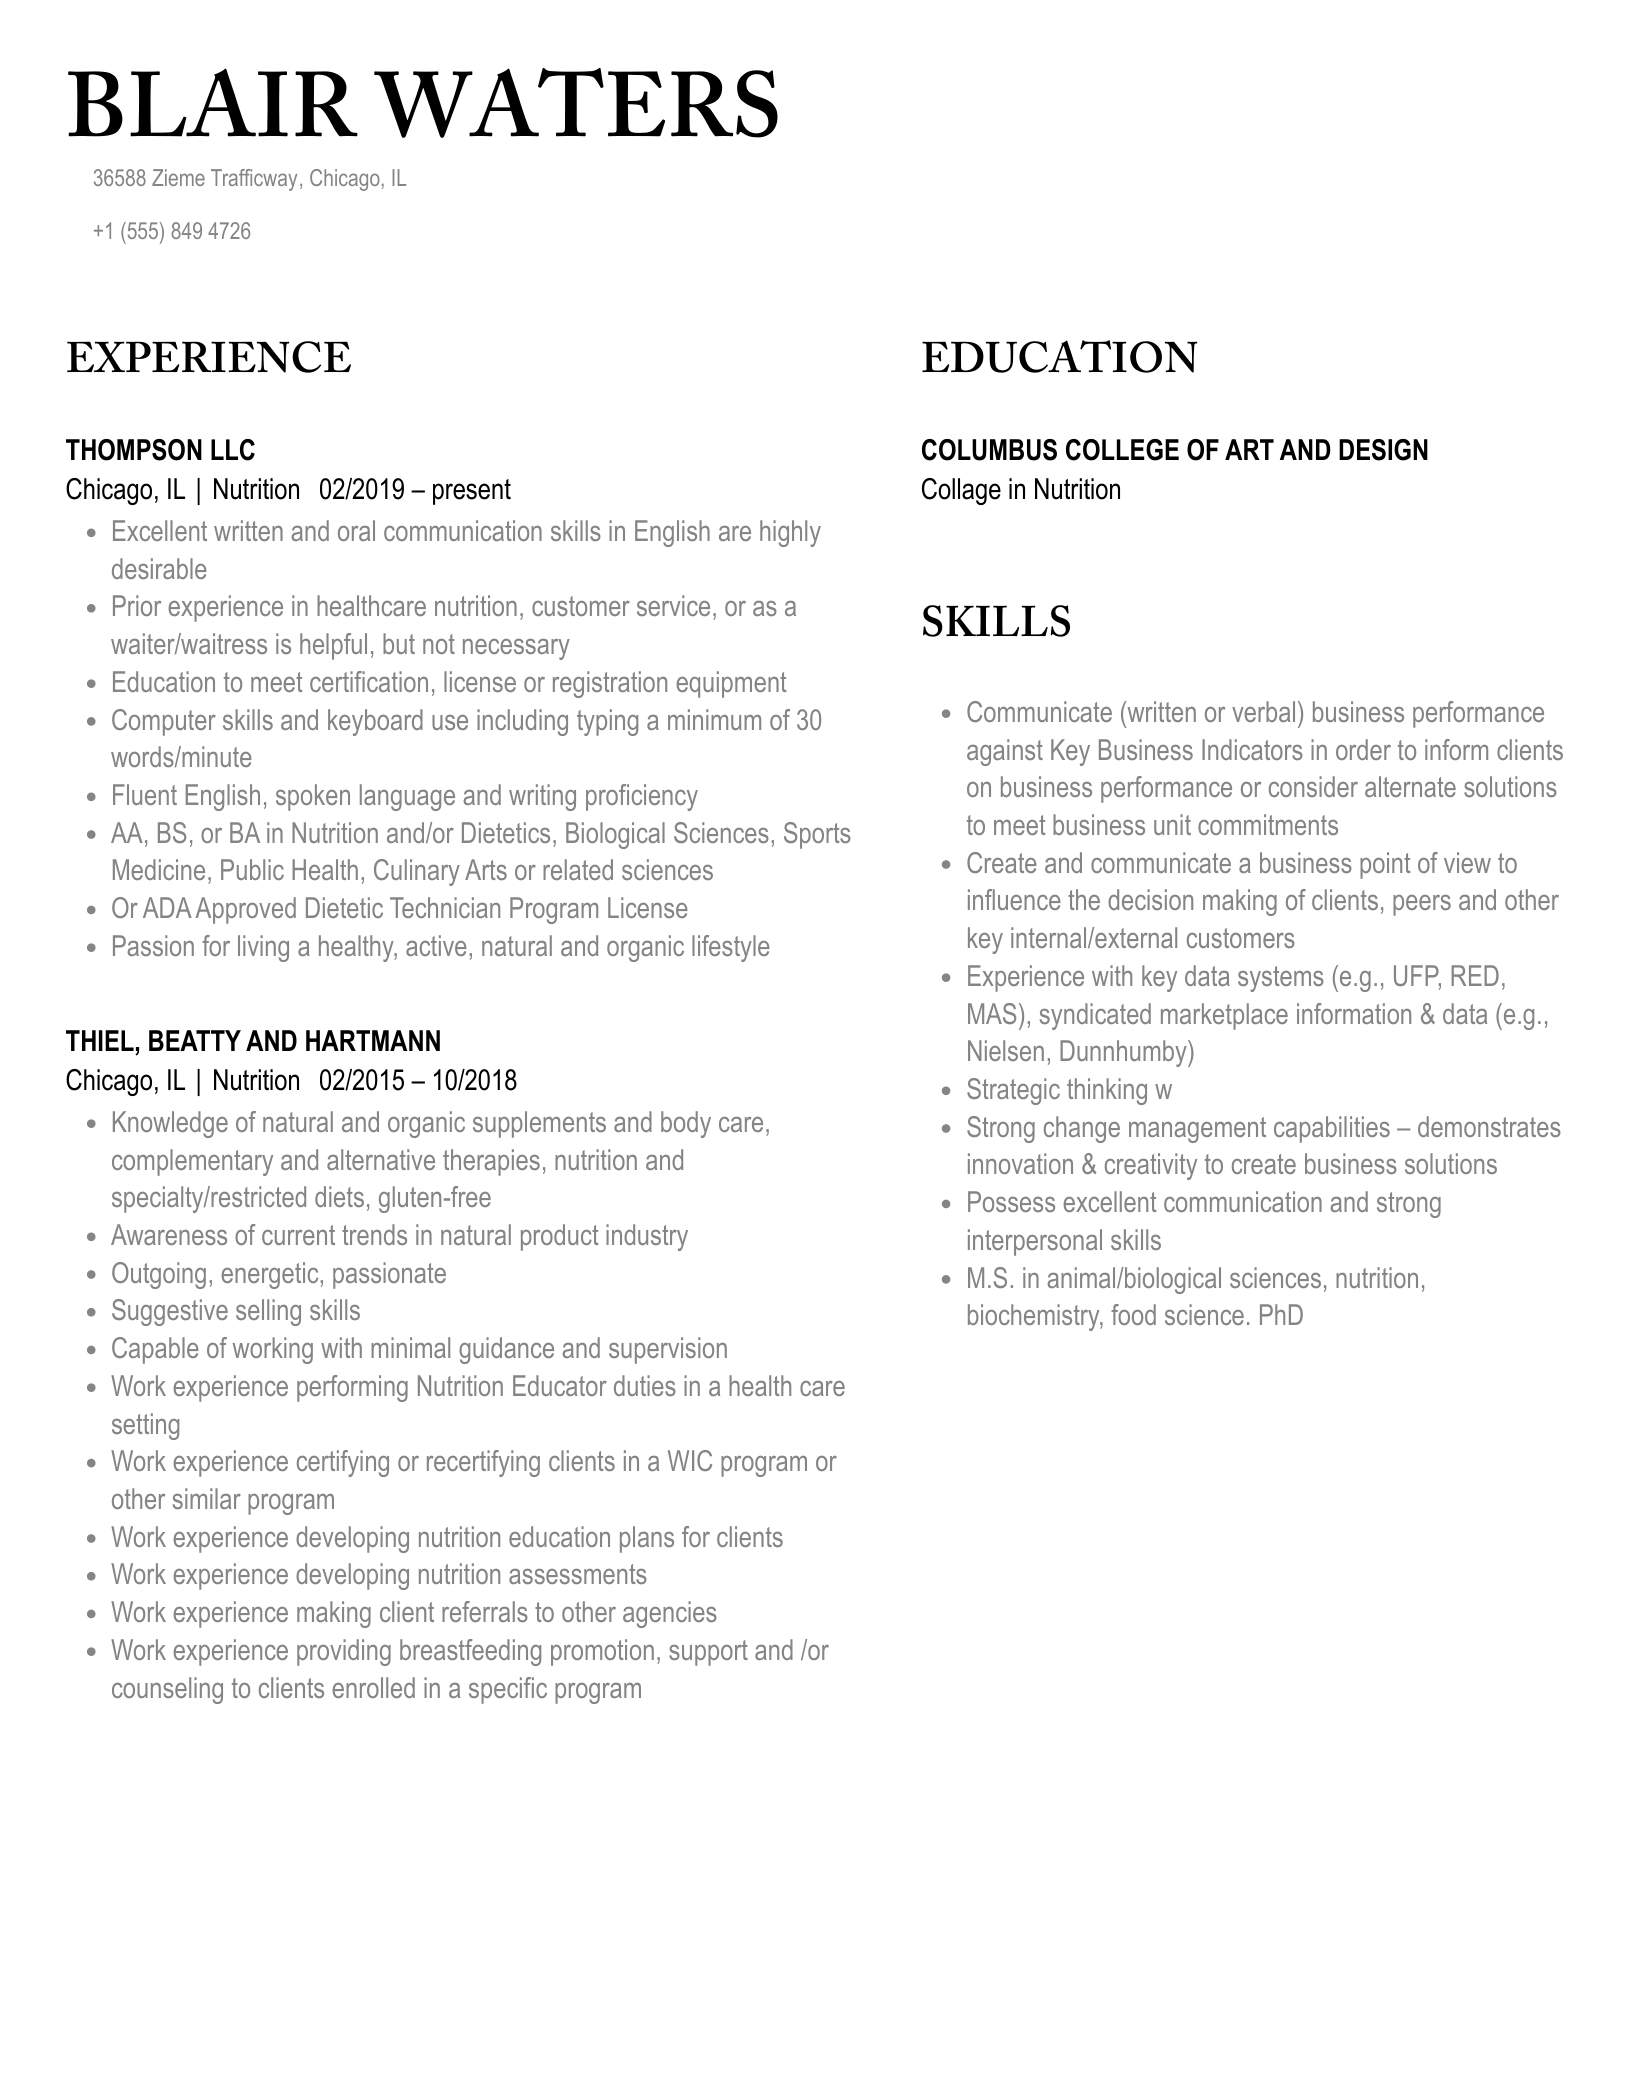 BLAIR WATERS
36588 Zieme Trafficway, Chicago, IL
+1 (555) 849 4726
EXPERIENCE
THOMPSON LLC
Chicago, IL | Nutrition 02/2019 – present
• Excellent written and oral communication skills in English are highly
desirable
• Prior experience in healthcare nutrition, customer service, or as a
waiter/waitress is helpful, but not necessary
• Education to meet certification, license or registration equipment
• Computer skills and keyboard use including typing a minimum of 30
words/minute
• Fluent English, spoken language and writing proficiency
• AA, BS, or BA in Nutrition and/or Dietetics, Biological Sciences, Sports
Medicine, Public Health, Culinary Arts or related sciences
• Or ADA Approved Dietetic Technician Program License
• Passion for living a healthy, active, natural and organic lifestyle
THIEL, BEATTY AND HARTMANN
Chicago, IL | Nutrition 02/2015 – 10/2018
• Knowledge of natural and organic supplements and body care,
complementary and alternative therapies, nutrition and
specialty/restricted diets, gluten-free
• Awareness of current trends in natural product industry
• Outgoing, energetic, passionate
• Suggestive selling skills
• Capable of working with minimal guidance and supervision
• Work experience performing Nutrition Educator duties in a health care
setting
• Work experience certifying or recertifying clients in a WIC program or
other similar program
• Work experience developing nutrition education plans for clients
• Work experience developing nutrition assessments
• Work experience making client referrals to other agencies
• Work experience providing breastfeeding promotion, support and /or
counseling to clients enrolled in a specific program
EDUCATION
COLUMBUS COLLEGE OF ART AND DESIGN
Collage in Nutrition
SKILLS
• Communicate (written or verbal) business performance
against Key Business Indicators in order to inform clients
on business performance or consider alternate solutions
to meet business unit commitments
• Create and communicate a business point of view to
influence the decision making of clients, peers and other
key internal/external customers
• Experience with key data systems (e.g., UFP, RED,
MAS), syndicated marketplace information & data (e.g.,
Nielsen, Dunnhumby)
• Strategic thinking w
• Strong change management capabilities – demonstrates
innovation & creativity to create business solutions
• Possess excellent communication and strong
interpersonal skills
• M.S. in animal/biological sciences, nutrition,
biochemistry, food science. PhD